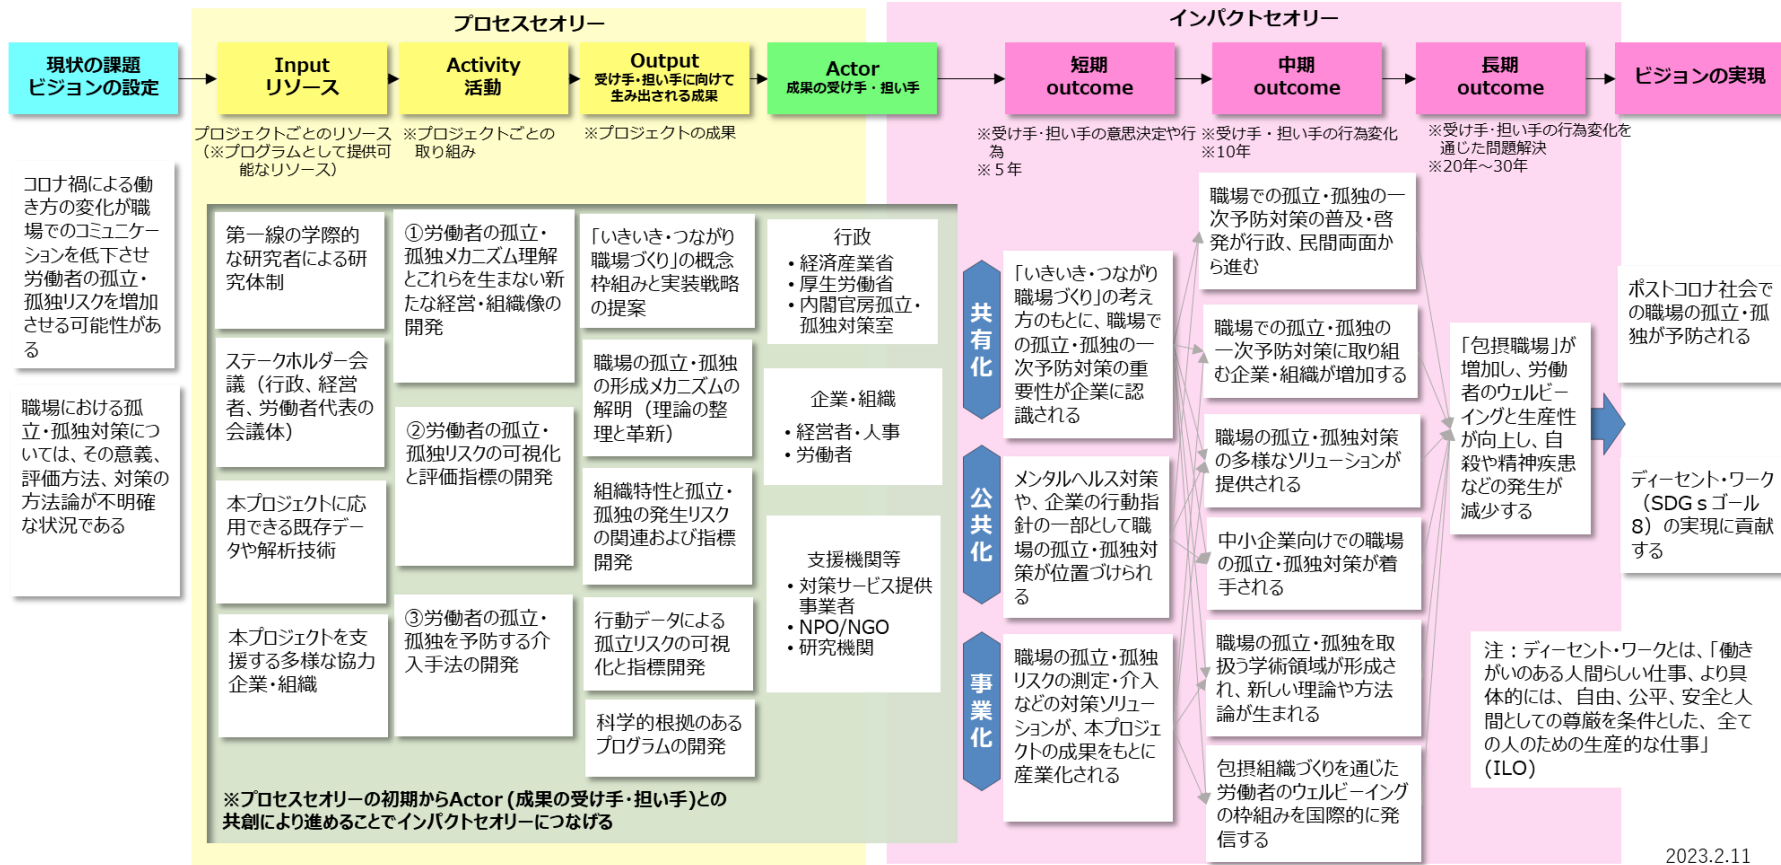 プロセスセオリー
インパクトセオリー
現状の課題
ビジョンの設定
Input
リソース
Activity
活動
Output
受け手・担い手に向けて
生み出される成果
Actor
成果の受け手・担い手
短期
outcome
中期
outcome
長期
outcome
ビジョンの実現
プロジェクトごとのリソース
（※プログラムとして提供可
能なリソース）
※プロジェクトごとの
取り組み
※プロジェクトの成果
※受け手・担い手の意思決定や行
為
※５年
※受け手・担い手の行為変化
※10年
※受け手・担い手の行為変化を
通じた問題解決
※20年～30年
コロナ禍による働
き方の変化が職
場でのコミュニケー
ションを低下させ
労働者の孤立・
孤独リスクを増加
させる可能性があ
る
職場における孤
立・孤独対策につ
いては、その意義、
評価方法、対策の
方法論が不明確
な状況である
第一線の学際的
な研究者による研
究体制
ステークホルダー会
議（行政、経営
者、労働者代表の
会議体）
本プロジェクトに応
用できる既存デー
タや解析技術
本プロジェクトを支
援する多様な協力
企業・組織
①労働者の孤立・
孤独メカニズム理解
とこれらを生まない新
たな経営・組織像の
開発
②労働者の孤立・
孤独リスクの可視化
と評価指標の開発
③労働者の孤立・
孤独を予防する介
入手法の開発
「いきいき・つながり
職場づくり」の概念
枠組みと実装戦略
の提案
職場の孤立・孤独
の形成メカニズムの
解明（理論の整
理と革新）
組織特性と孤立・
孤独の発生リスク
の関連および指標
開発
行動データによる
孤立リスクの可視
化と指標開発
科学的根拠のある
プログラムの開発
行政
・経済産業省
・厚生労働省
・内閣官房孤立・
孤独対策室
企業・組織
・経営者・人事
・労働者
支援機関等
・対策サービス提供
事業者
・NPO/NGO
・研究機関
※プロセスセオリーの初期からActor (成果の受け手・担い手)との
共創により進めることでインパクトセオリーにつなげる
共有化
公共化
事業化
「いきいき・つながり
職場づくり」の考え
方のもとに、職場で
の孤立・孤独の一
次予防対策の重
要性が企業に認
識される
メンタルヘルス対策
や、企業の行動指
針の一部として職
場の孤立・孤独対
策が位置づけられ
る
職場の孤立・孤独
リスクの測定・介入
などの対策ソリュー
ションが、本プロジェ
クトの成果をもとに
産業化される
職場での孤立・孤独の一
次予防対策の普及・啓
発が行政、民間両面か
ら進む
職場での孤立・孤独の
一次予防対策に取り組
む企業・組織が増加する
職場の孤立・孤独対策
の多様なソリューションが
提供される
中小企業向けでの職場
の孤立・孤独対策が着
手される
職場の孤立・孤独を取
扱う学術領域が形成さ
れ、新しい理論や方法
論が生まれる
包摂組織づくりを通じた
労働者のウェルビーイング
の枠組みを国際的に発
信する
「包摂職場」が
増加し、労働
者のウェルビー
イングと生産性
が向上し、自
殺や精神疾患
などの発生が
減少する
ポストコロナ社会で
の職場の孤立・孤
独が予防される
ディーセント・ワーク
（SDGｓゴール
8）の実現に貢献
する
注：ディーセント・ワークとは、「働き
がいのある人間らしい仕事、より具
体的には、自由、公平、安全と人
間としての尊厳を条件とした、全て
の人のための生産的な仕事」
(ILO)
2023.2.11